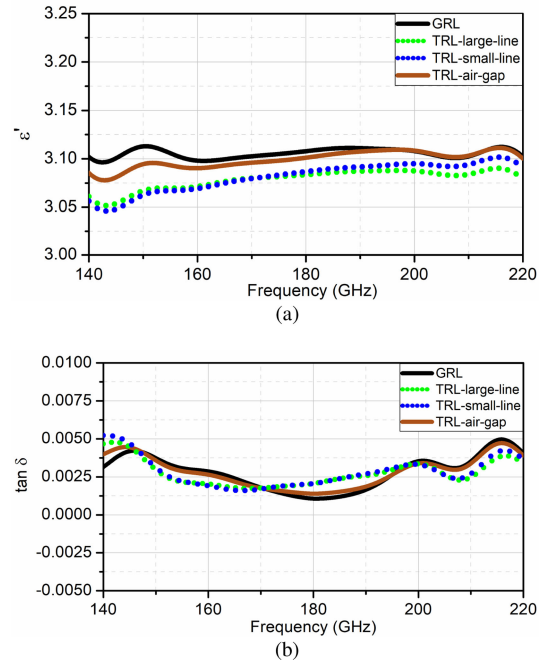 (a)
3.25
3.20
3.15
3.10
3.05
3.00
ε'
GRL
TRL-large-line
TRL-small-line
TRL-air-gap
140 160 180 200 220
Frequency (GHz)
(a)
0.0100
0.0075
0.0050
0.0025
0.0000
-0.0025
-0.0050
tan δ
GRL
TRL-large-line
TRL-small-line
TRL-air-gap
140 160 180 200 220
Frequency (GHz)
(b)